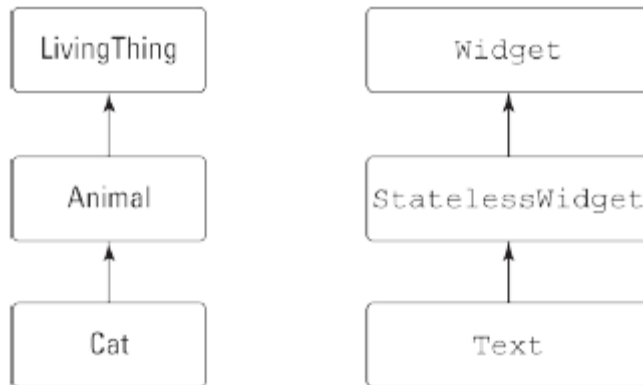 LivingThing
Widget
Animal
StatelessWidget
Cat
Text